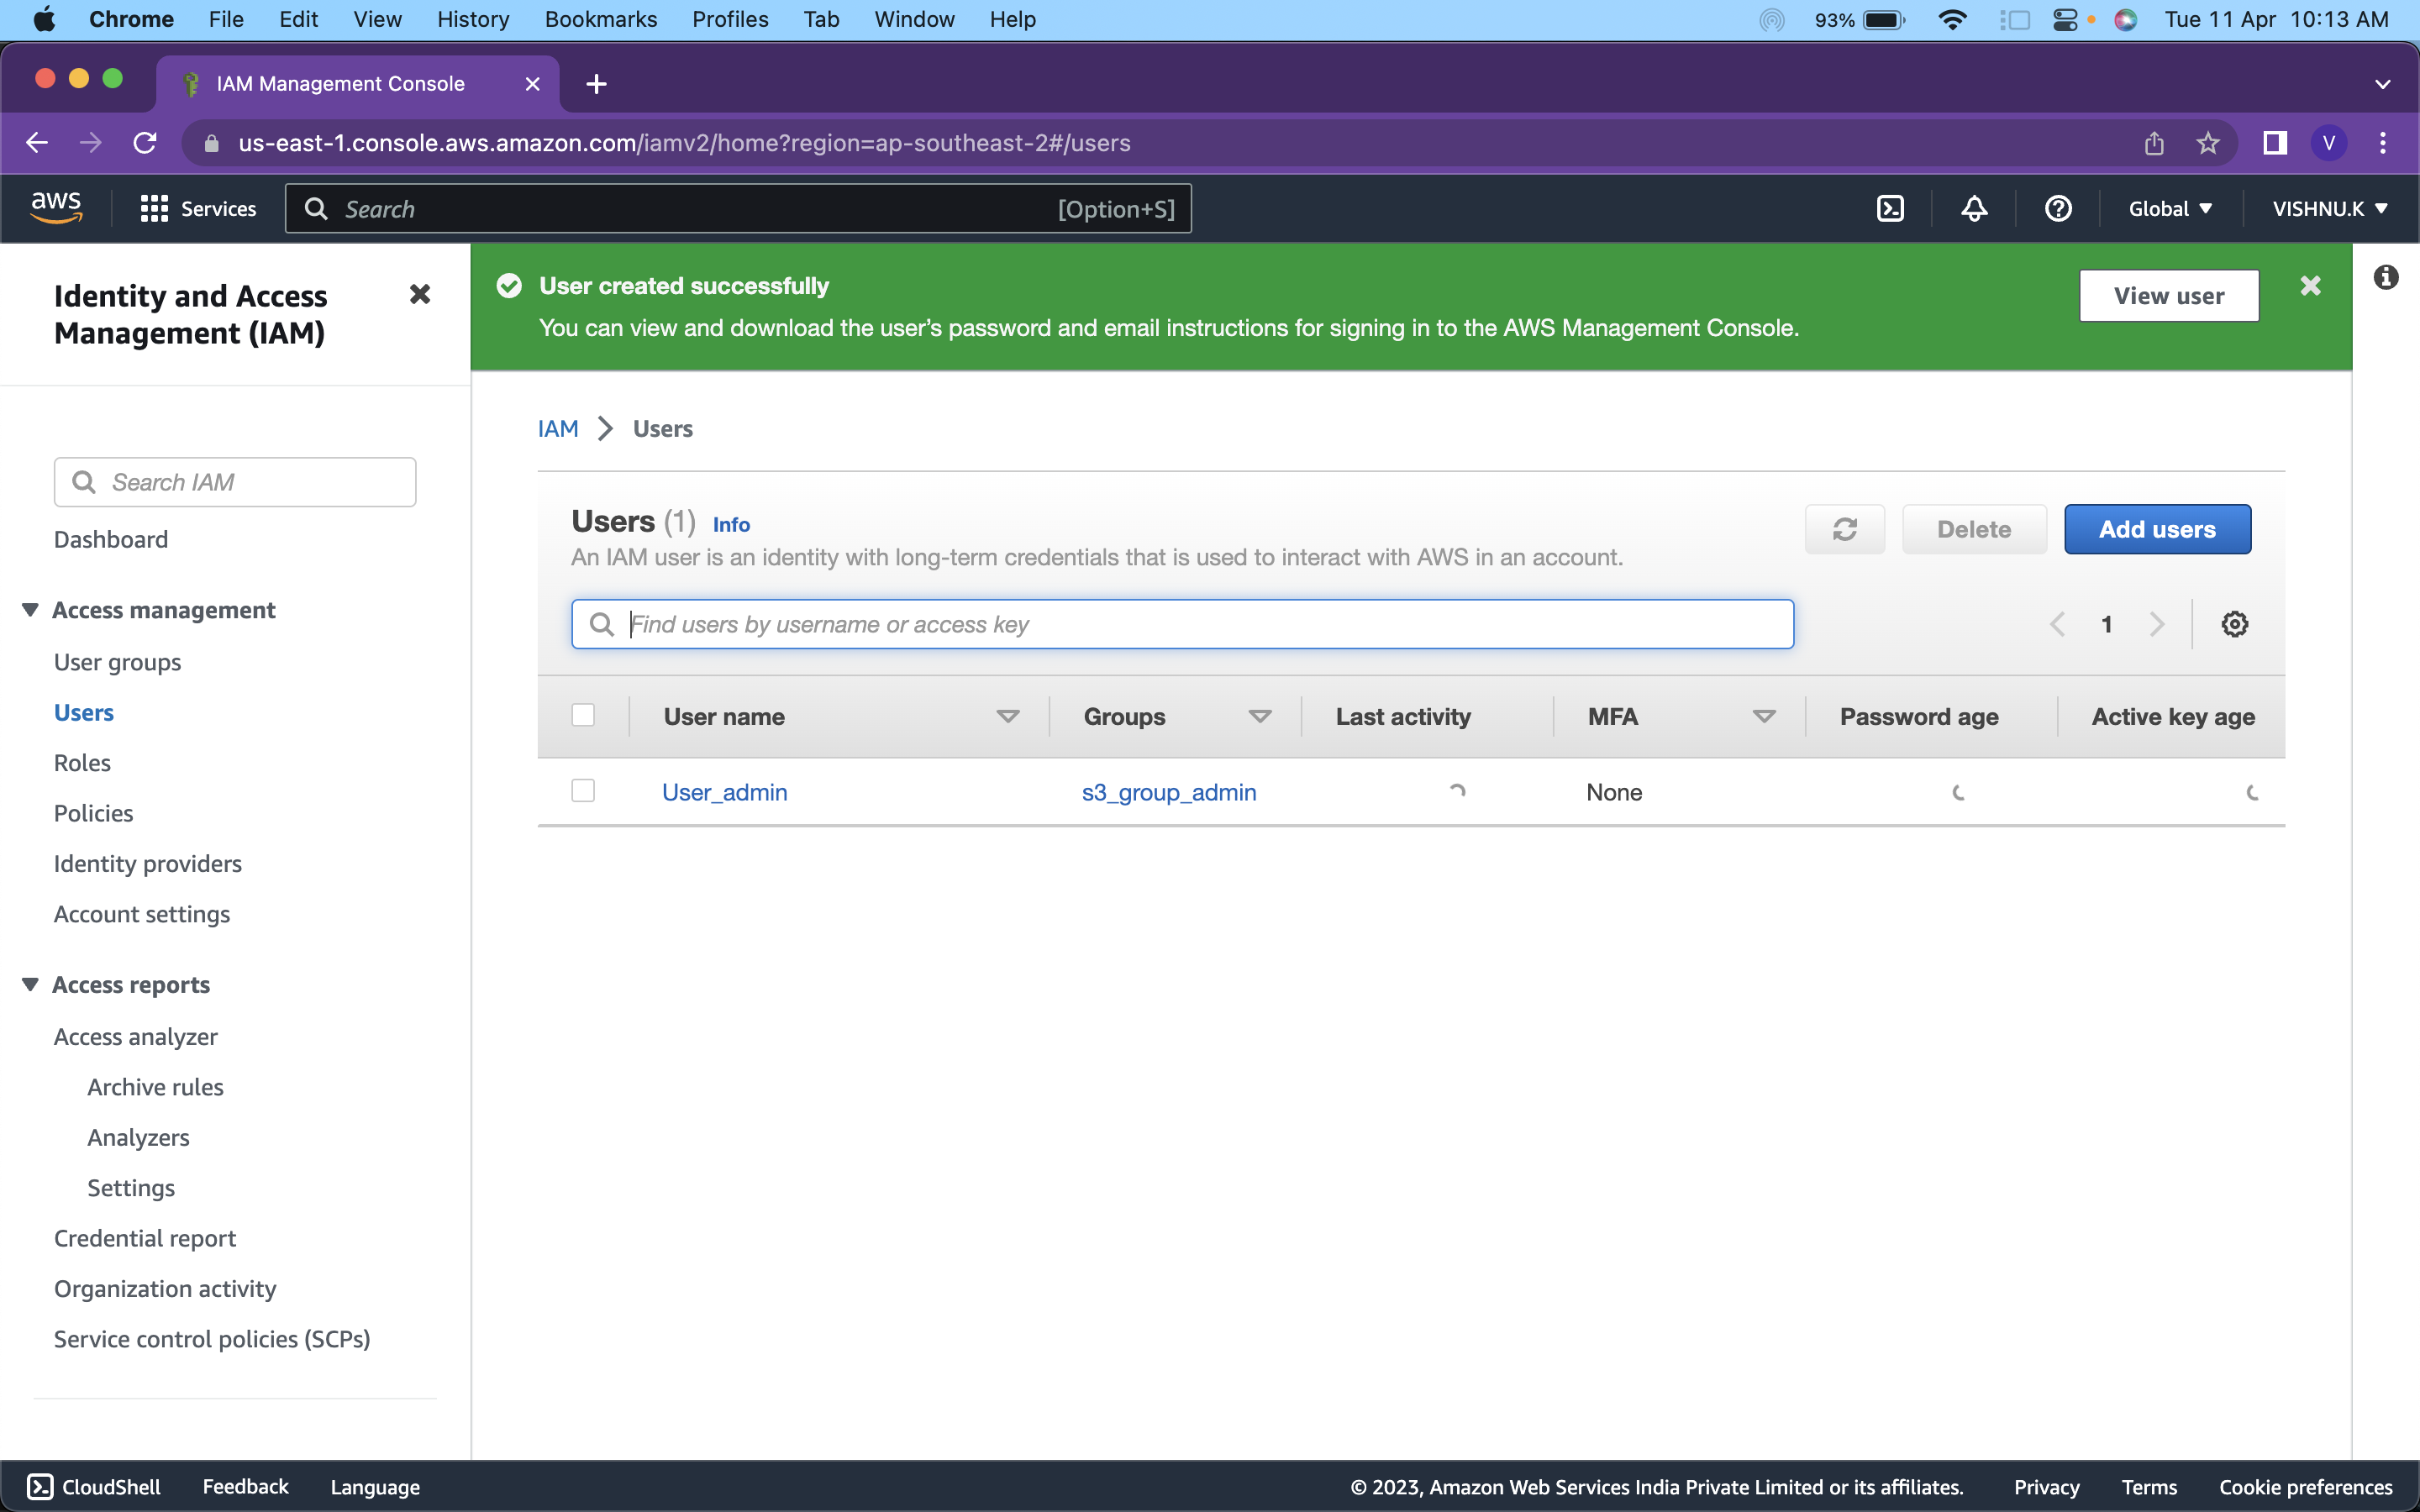 Chrome File Edit View History Bookmarks Profiles Tab Window Help 93% Tue 11 Apr 10:13 AM
IAM Management Console
us-east-1.console.aws.amazon.com/iamv2/home?region=ap-southeast-2#/users V
aws Services Search [Option+S] Global VISHNU.K
Identity and Access
Management (IAM)
Search IAM
Dashboard
Access management
User groups
Users
Roles
Policies
Identity providers
Account settings
Access reports
Access analyzer
Archive rules
Analyzers
Settings
Credential report
Organization activity
Service control policies (SCPs)
User created successfully
You can view and download the user's password and email instructions for signing in to the AWS Management Console.
View user
IAM Users
Users (1) Info
An IAM user is an identity with long-term credentials that is used to interact with AWS in an account.
Delete Add users
Find users by username or access key
1
User name Groups Last activity MFA Password age Active key age
User_admin s3_group_admin None
CloudShell Feedback Language © 2023, Amazon Web Services India Private Limited or its affiliates. Privacy Terms Cookie preferences